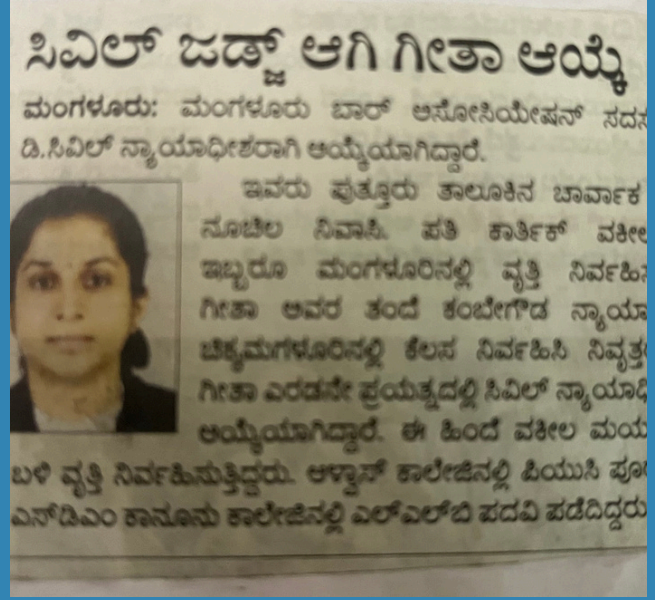 ಸಿವಿಲ್ ಜಡ್ಜ್ ಆಗಿ ಗೀತಾ ಆಯ್ಕೆ
ಮಂಗಳೂರು: ಮಂಗಳೂರು ಬಾರ್ ಅಸೋಸಿಯೇಷನ್ ಸದಸ
ಡಿ.ಸಿವಿಲ್ ನ್ಯಾಯಾಧೀಶರಾಗಿ ಆಯ್ಕೆಯಾಗಿದ್ದಾರೆ.
ಇವರು ಪುತ್ತೂರು ತಾಲೂಕಿನ ಚಾರ್ವಾಕ
ನೂಚಿಲ ನಿವಾಸಿ. ಪತಿ ಕಾರ್ತಿಕ್ ವಕೀಲ
ಇಬ್ಬರೂ ಮಂಗಳೂರಿನಲ್ಲಿ ವೃತ್ತಿ ನಿರ್ವಹಿಸ
ಗೀತಾ ಅವರ ತಂದೆ ಕಂಬೇಗೌಡ ನ್ಯಾಯಾ
ಚಿಕ್ಕಮಗಳೂರಿನಲ್ಲಿ ಕೆಲಸ ನಿರ್ವಹಿಸಿ ನಿವೃತ್ತ
ಗೀತಾ ಎರಡನೇ ಪ್ರಯತ್ನದಲ್ಲಿ ಸಿವಿಲ್ ನ್ಯಾಯಾಧಿ
ಆಯ್ಕೆಯಾಗಿದ್ದಾರೆ. ಈ ಹಿಂದೆ ವಕೀಲ ಮಯ
ಬಳಿ ವೃತ್ತಿ ನಿರ್ವಹಿಸುತ್ತಿದ್ದರು. ಆಳ್ವಾಸ್ ಕಾಲೇಜಿನಲ್ಲಿ ಪಿಯುಸಿ ಪೂರ
ಎಸ್‌ಡಿಎಂ ಕಾನೂನು ಕಾಲೇಜಿನಲ್ಲಿ ಎಲ್‌ಎಲ್‌ಬಿ ಪದವಿ ಪಡೆದಿದ್ದರು